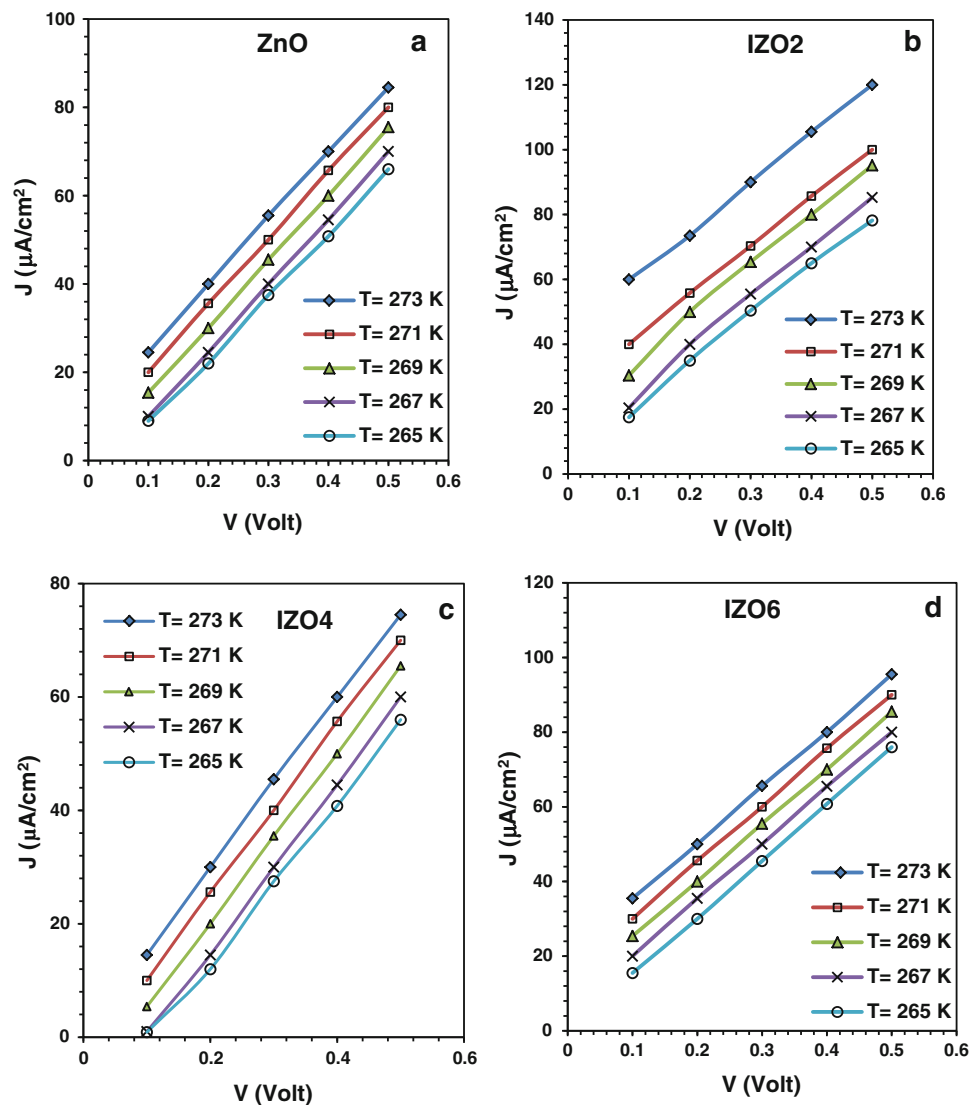 ZnO
a
100
80
60
40
20
0
J (µA/cm²)
T= 273 K
T= 271 K
T= 269 K
T= 267 K
T= 265 K
0 0.1 0.2 0.3 0.4 0.5 0.6
V (Volt)
IZO2
b
140
120
100
80
60
40
20
0
J (µA/cm²)
T= 273 K
T= 271 K
T= 269 K
T= 267 K
T= 265 K
0 0.1 0.2 0.3 0.4 0.5 0.6
V (Volt)
IZO4
c
80
60
40
20
0
J (µA/cm²)
T= 273 K
T= 271 K
T= 269 K
T= 267 K
T= 265 K
0 0.2 0.4 0.6
V (Volt)
IZO6
d
120
100
80
60
40
20
0
J (µA/cm²)
T= 273 K
T= 271 K
T= 269 K
T= 267 K
T= 265 K
0 0.1 0.2 0.3 0.4 0.5 0.6
V (Volt)